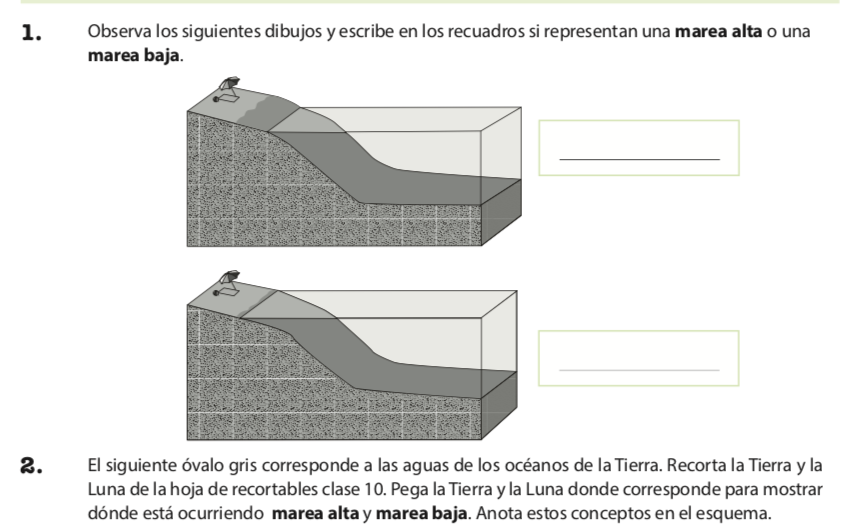 1. Observa los siguientes dibujos y escribe en los recuadros si representan una marea alta o una
marea baja.
2. El siguiente óvalo gris corresponde a las aguas de los océanos de la Tierra. Recorta la Tierra y la
Luna de la hoja de recortables clase 10. Pega la Tierra y la Luna donde corresponde para mostrar
dónde está ocurriendo marea alta y marea baja. Anota estos conceptos en el esquema.